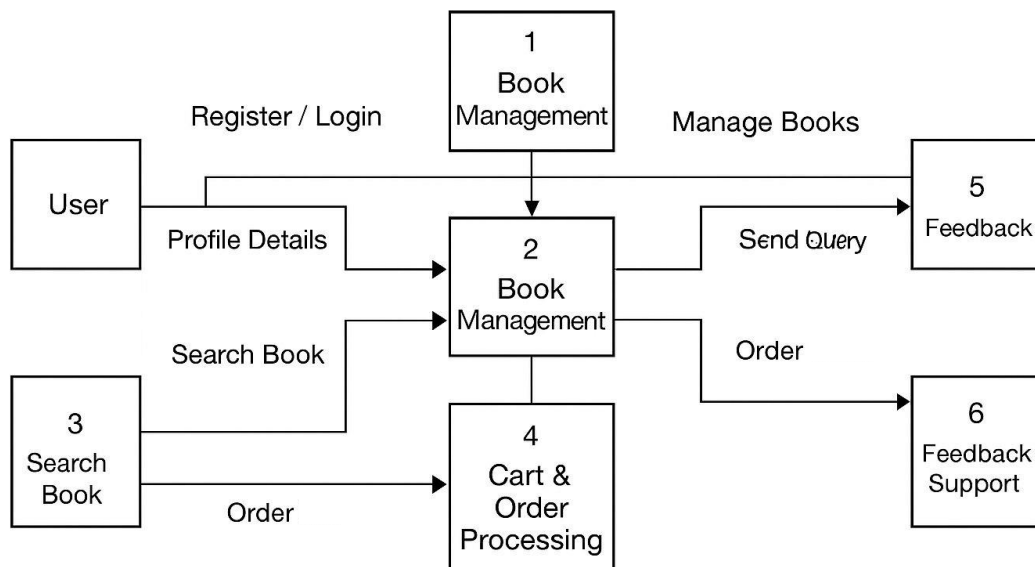 1
Book
Management
Register / Login
Manage Books
User
Profile Details
2
Book
Management
Send Query
5
Feedback
Search Book
Order
3
Search
Book
Order
4
Cart &
Order
Processing
6
Feedback
Support